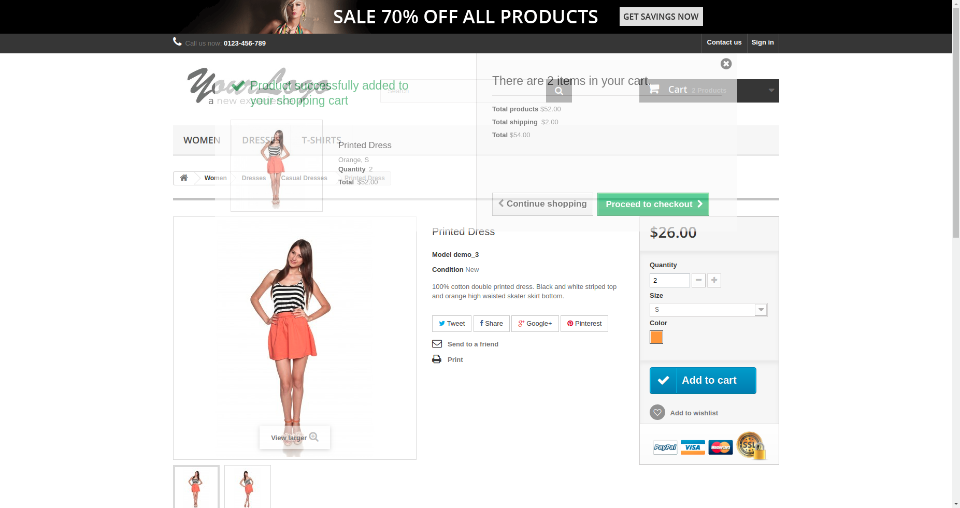 SALE 70% OFF ALL PRODUCTS
GET SAVINGS NOW
Call us now: 0123-456-789
Contact us
Sign in
Your Logo
a new experience
Product successfully added to
your shopping cart
There are 2 items in your cart.
Cart 2 Products
Total products $52.00
Total shipping $2.00
Total $54.00
WOMEN
DRESSES
T-SHIRTS
Printed Dress
Orange, S
Quantity 2
Total $52.00
Women
Dresses
Casual Dresses
Printed Dress
Continue shopping
Proceed to checkout
Printed Dress
$26.00
Model demo_3
Condition New
100% cotton double printed dress. Black and white striped top
and orange high waisted skater skirt bottom.
Tweet
Share
Google+
Pinterest
Send to a friend
Print
Quantity
2
Size
S
Color
Add to cart
Add to wishlist
PayPal
VISA
MasterCard
SSL
View larger